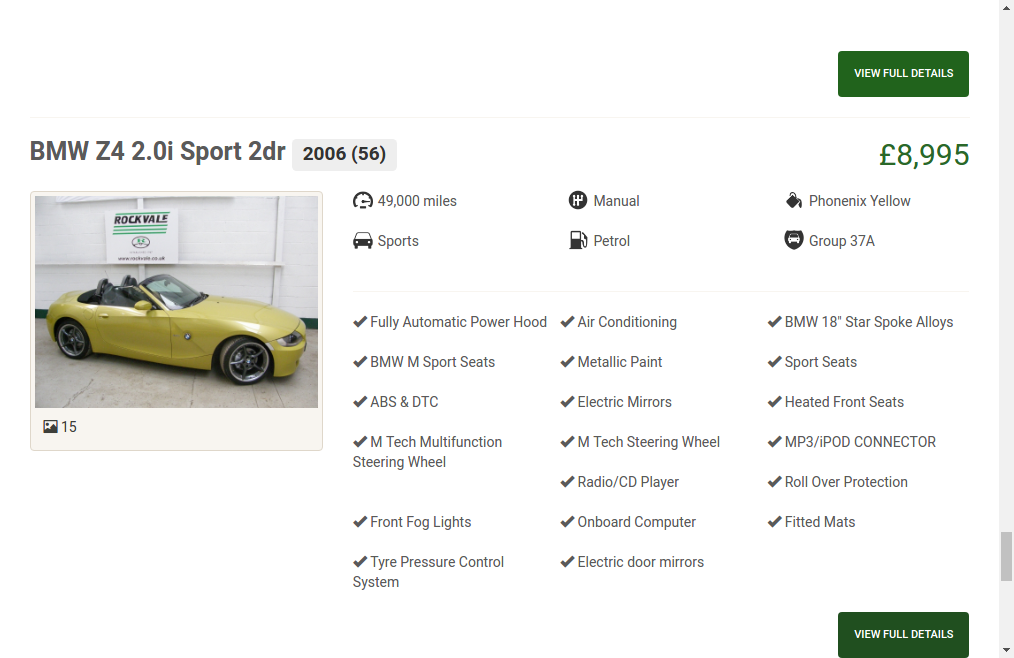 VIEW FULL DETAILS
BMW Z4 2.0i Sport 2dr 2006 (56)
£8,995
ROCKVALE
www.rockvale.co.uk
15
49,000 miles
Manual
Phonenix Yellow
Sports
Petrol
Group 37A
Fully Automatic Power Hood
Air Conditioning
BMW 18" Star Spoke Alloys
BMW M Sport Seats
Metallic Paint
Sport Seats
ABS & DTC
Electric Mirrors
Heated Front Seats
M Tech Multifunction
Steering Wheel
M Tech Steering Wheel
MP3/iPOD CONNECTOR
Radio/CD Player
Roll Over Protection
Front Fog Lights
Onboard Computer
Fitted Mats
Tyre Pressure Control
System
Electric door mirrors
VIEW FULL DETAILS